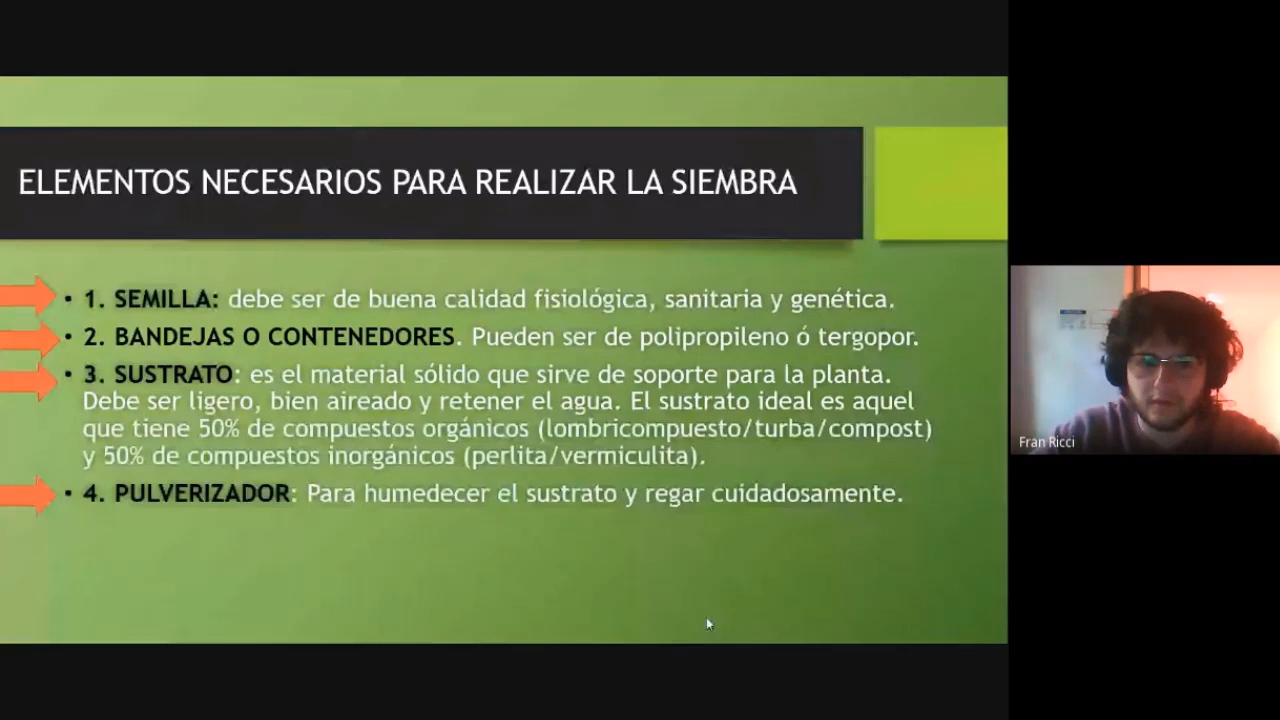 ELEMENTOS NECESARIOS PARA REALIZAR LA SIEMBRA
• 1. SEMILLA: debe ser de buena calidad fisiológica, sanitaria y genética.
• 2. BANDEJAS O CONTENEDORES. Pueden ser de polipropileno ó tergopor.
• 3. SUSTRATO: es el material sólido que sirve de soporte para la planta.
Debe ser ligero, bien aireado y retener el agua. El sustrato ideal es aquel
que tiene 50% de compuestos orgánicos (lombricompuesto/turba/compost)
y 50% de compuestos inorgánicos (perlita/vermiculita).
• 4. PULVERIZADOR: Para humedecer el sustrato y regar cuidadosamente.
Fran Ricci